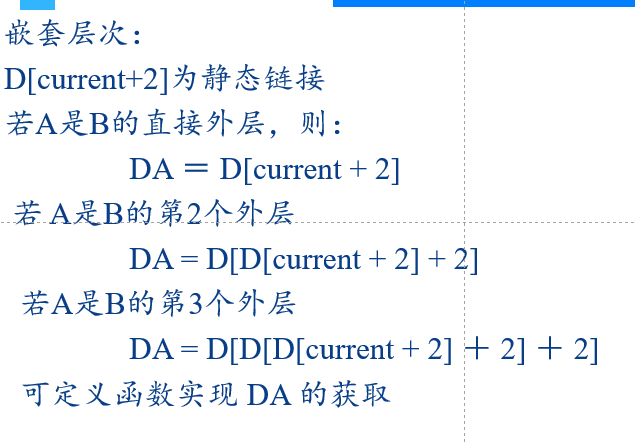 嵌套层次：
D[current+2]为静态链接
若A是B的直接外层，则：
DA ＝ D[current + 2]
若 A是B的第2个外层
DA = D[D[current + 2] + 2]
若A是B的第3个外层
DA = D[D[D[current + 2] ＋ 2] ＋ 2]
可定义函数实现 DA 的获取